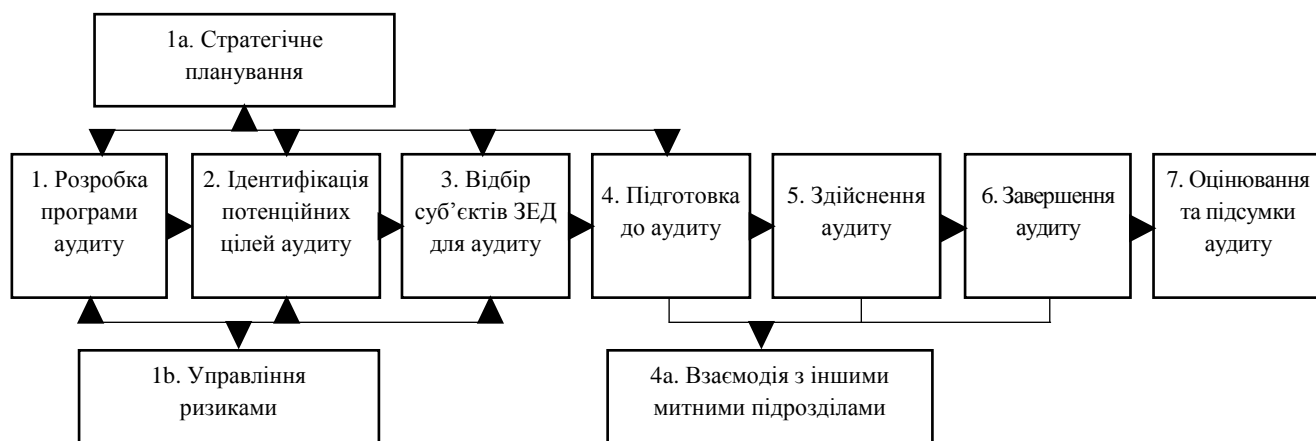 1a. Стратегічне
планування
1. Розробка
програми
аудиту
2. Ідентифікація
потенційних
цілей аудиту
3. Відбір
суб’єктів ЗЕД
для аудиту
4. Підготовка
до аудиту
5. Здійснення
аудиту
6. Завершення
аудиту
7. Оцінювання
та підсумки
аудиту
1b. Управління
ризиками
4a. Взаємодія з іншими
митними підрозділами